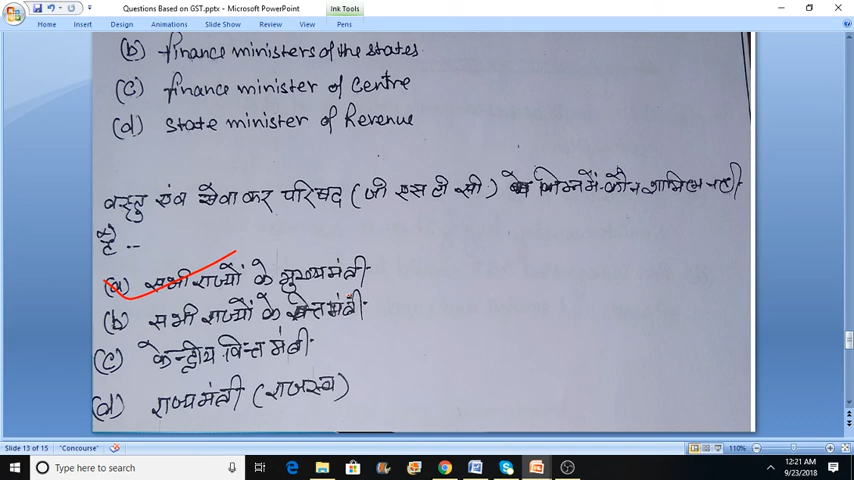 Questions Based on GST.pptx - Microsoft PowerPoint
Ink Tools
Home Insert Design Animations Slide Show Review View Pens
(b) finance ministers of the states
(c) finance minister of Centre
(d) state minister of Revenue
वस्तु एंव सेवा कर परिषद (जी एस टी सी) निम्न में कौन शामिल नही
है --
(a) सभी राज्यों के मुख्यमंत्री
(b) सभी राज्यों के वित्त मंत्री
(c) केन्द्रीय वित्त मंत्री
(d) राज्यमंत्री (राजस्व)
Slide 13 of 15 "Concourse" 110%
Type here to search
12:21 AM
9/23/2018